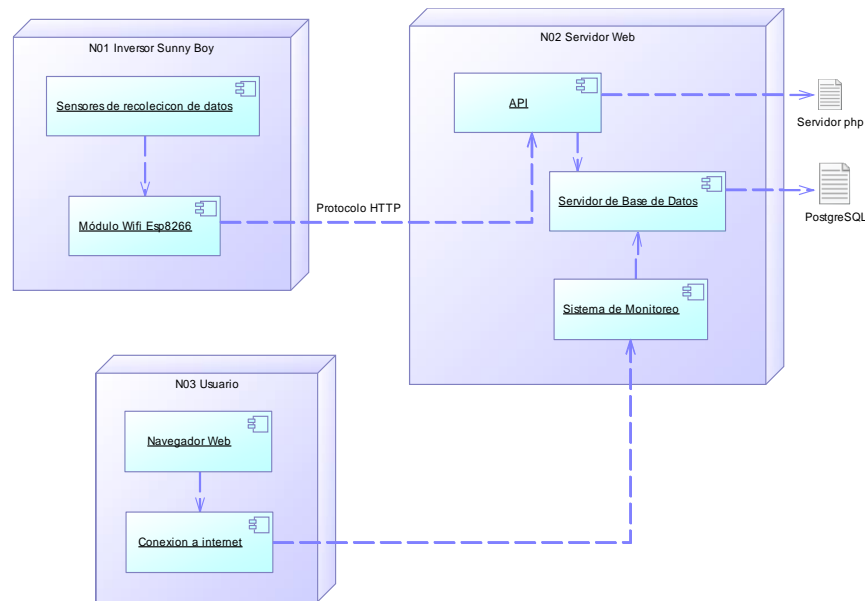 N01 Inversor Sunny Boy
Sensores de recolecicon de datos
Módulo Wifi Esp8266
Protocolo HTTP
N02 Servidor Web
API
Servidor de Base de Datos
Sistema de Monitoreo
Servidor php
PostgreSQL
N03 Usuario
Navegador Web
Conexion a internet